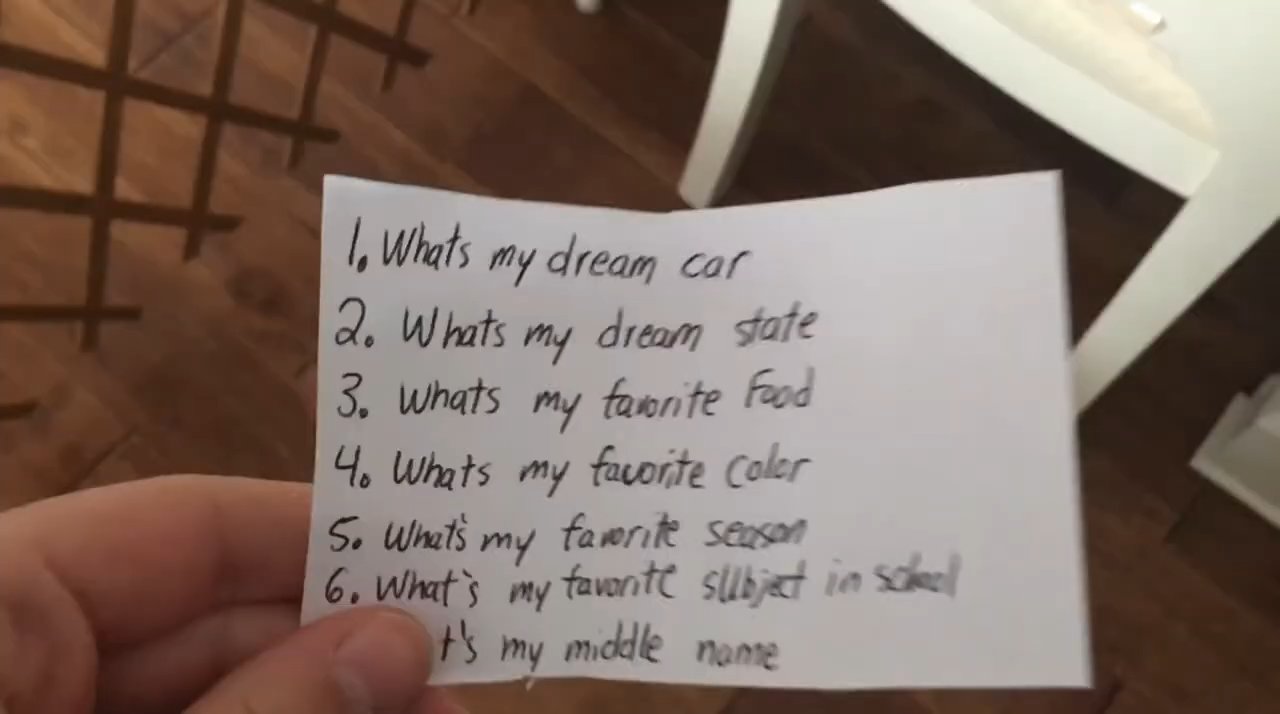 1. Whats my dream car
2. Whats my dream state
3. Whats my favorite Food
4. Whats my favorite color
5. What's my favorite season
6. What's my favorite subject in school
t's my middle name